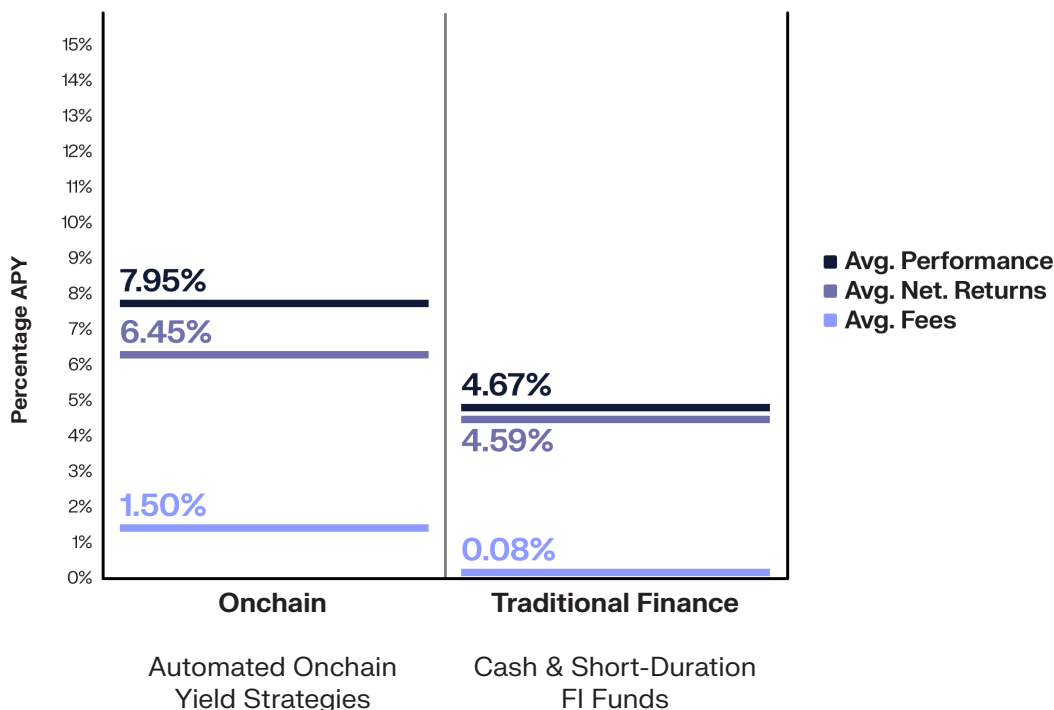 15%
14%
13%
12%
11%
10%
9%
8%
7%
6%
5%
4%
3%
2%
1%
0%
Percentage APY
7.95%
6.45%
1.50%
4.67%
4.59%
0.08%
Avg. Performance
Avg. Net. Returns
Avg. Fees
Onchain
Automated Onchain
Yield Strategies
Traditional Finance
Cash & Short-Duration
FI Funds